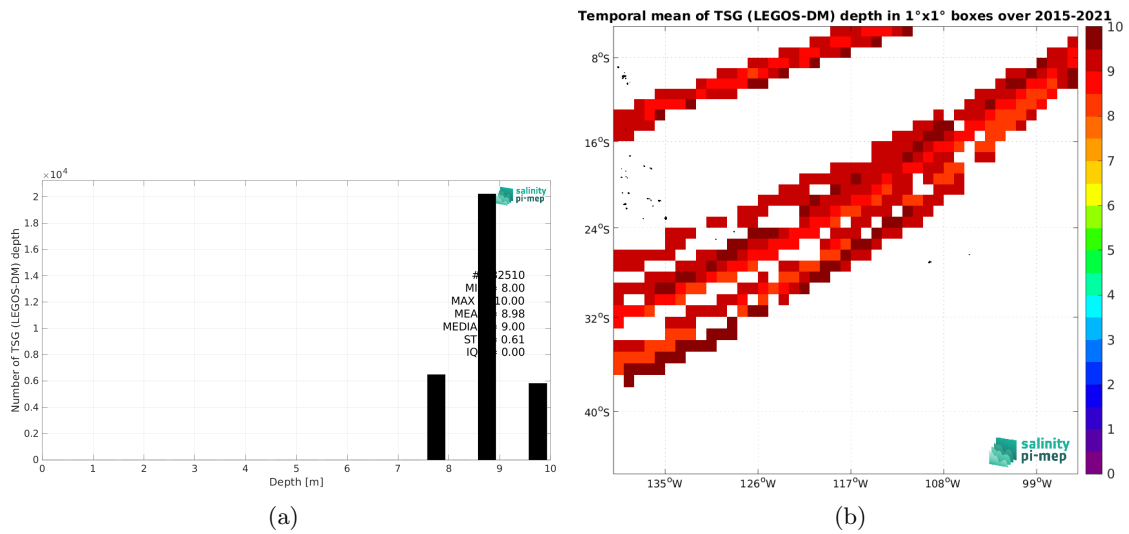 Temporal mean of TSG (LEGOS-DM) depth in 1°x1° boxes over 2015-2021
×10⁴
2
1.8
1.6
1.4
1.2
1
0.8
0.6
0.4
0.2
0
Number of TSG (LEGOS-DM) depth
salinity
pi-mep
8.00
10.00
MEA 8.98
MEDIA 9.00
0.61
0.00
0 1 2 3 4 5 6 7 8 9 10
Depth [m]
(a)
8°S
16°S
24°S
32°S
40°S
135°W 126°W 117°W 108°W 99°W
salinity
pi-mep
10
9
8
7
6
5
4
3
2
1
0
(b)